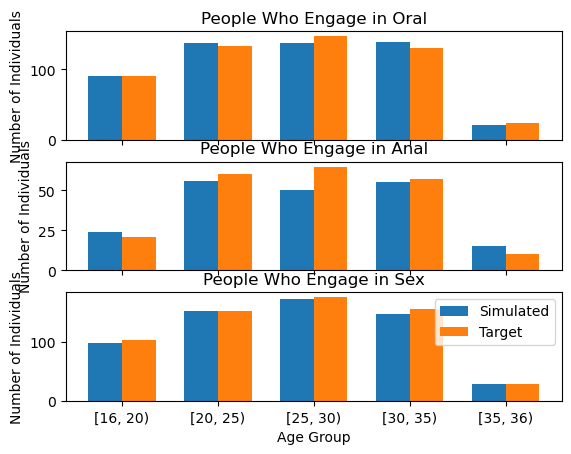 People Who Engage in Oral
Number of Individuals
100
0
People Who Engage in Anal
Number of Individuals
50
25
0
People Who Engage in Sex
Number of Individuals
100
0
Simulated
Target
[16, 20) [20, 25) [25, 30) [30, 35) [35, 36)
Age Group